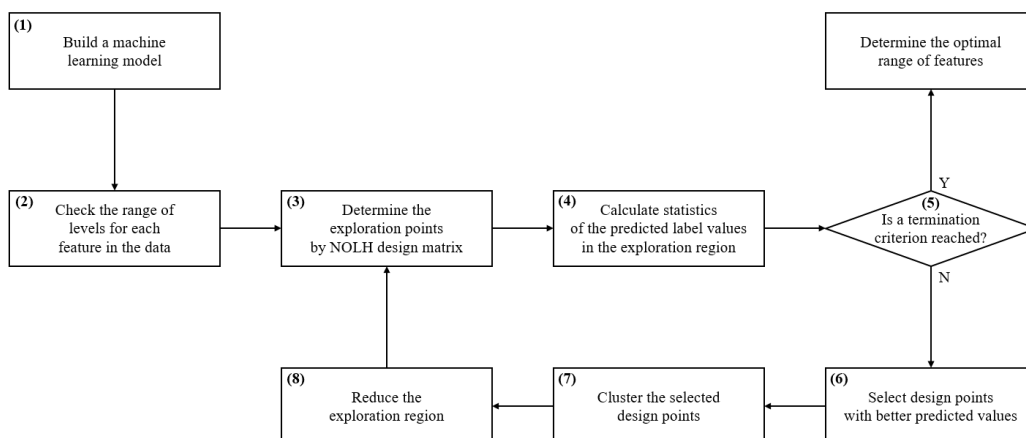 (1)
Build a machine
learning model
Determine the optimal
range of features
(2)
Check the range of
levels for each
feature in the data
(3)
Determine the
exploration points
by NOLH design matrix
(4)
Calculate statistics
of the predicted label values
in the exploration region
Y
(5)
Is a termination
criterion reached?
N
(8)
Reduce the
exploration region
(7)
Cluster the selected
design points
(6)
Select design points
with better predicted values